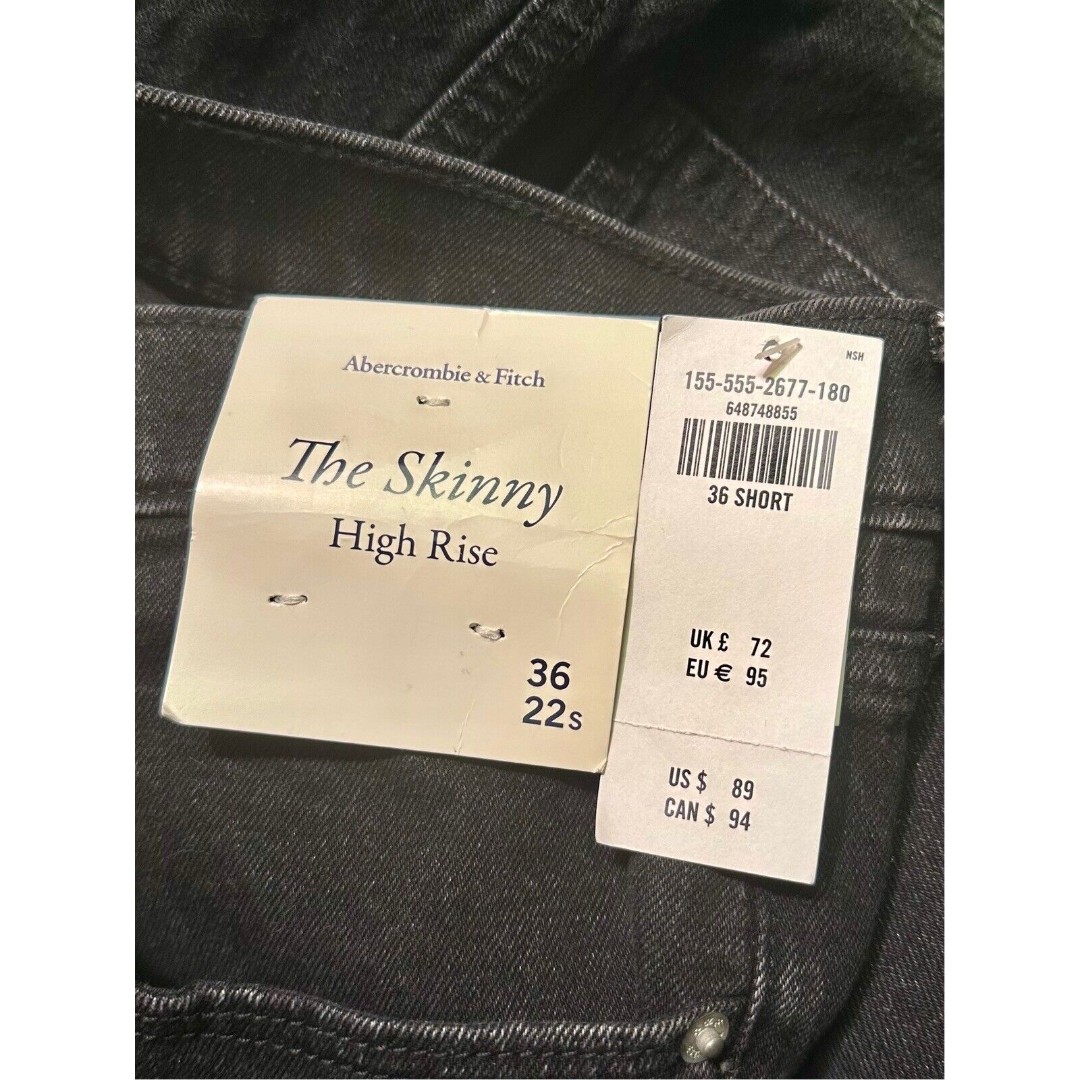 Abercrombie & Fitch
The Skinny
High Rise
36
22s
NSH
155-555-2677-180
648748855
36 SHORT
UK £ 72
EU € 95
US $ 89
CAN $ 94